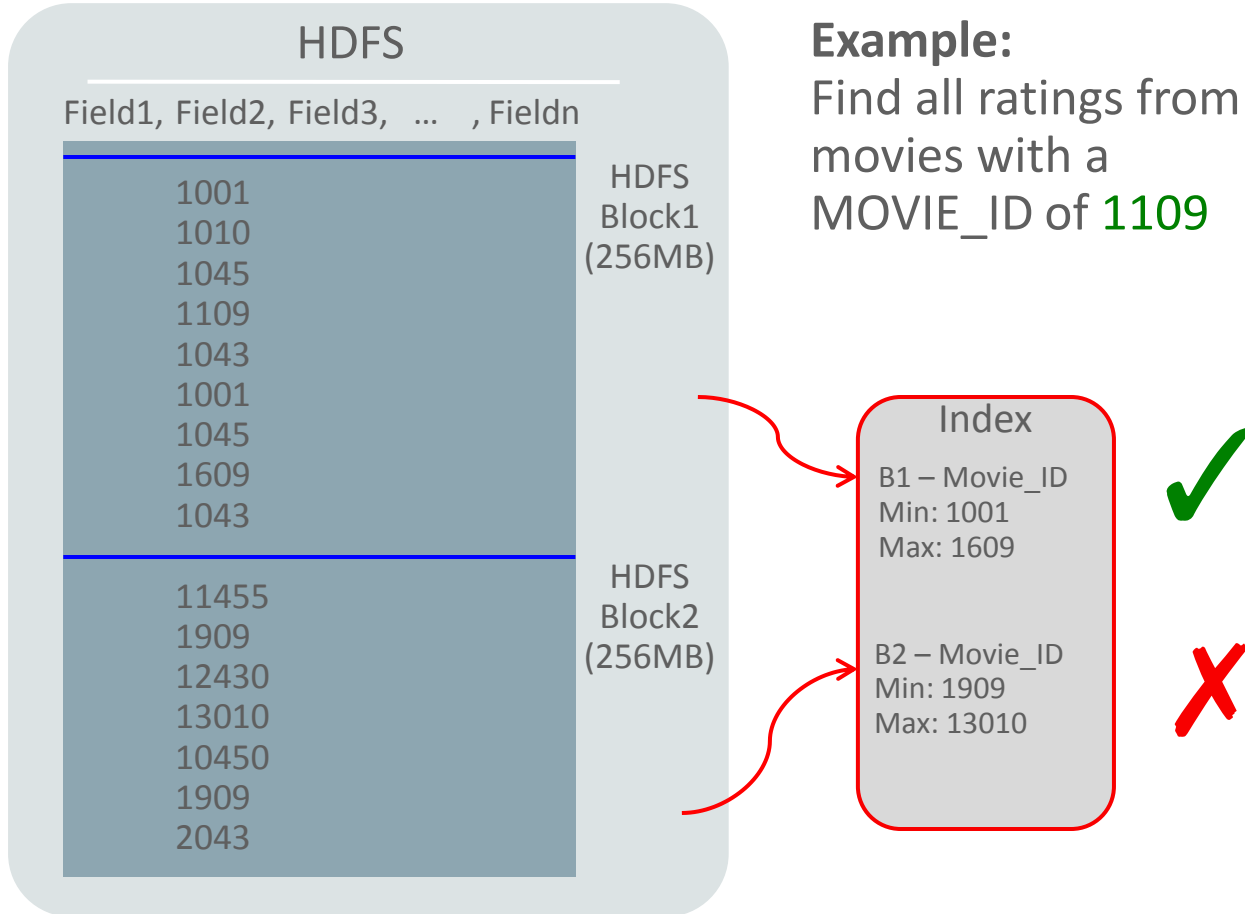 HDFS
Field1, Field2, Field3, … , Fieldn
1001
1010
1045
1109
1043
1001
1045
1609
1043
HDFS
Block1
(256MB)
11455
1909
12430
13010
10450
1909
2043
HDFS
Block2
(256MB)
Example:
Find all ratings from
movies with a
MOVIE_ID of 1109
Index
B1 – Movie_ID
Min: 1001
Max: 1609
B2 – Movie_ID
Min: 1909
Max: 13010